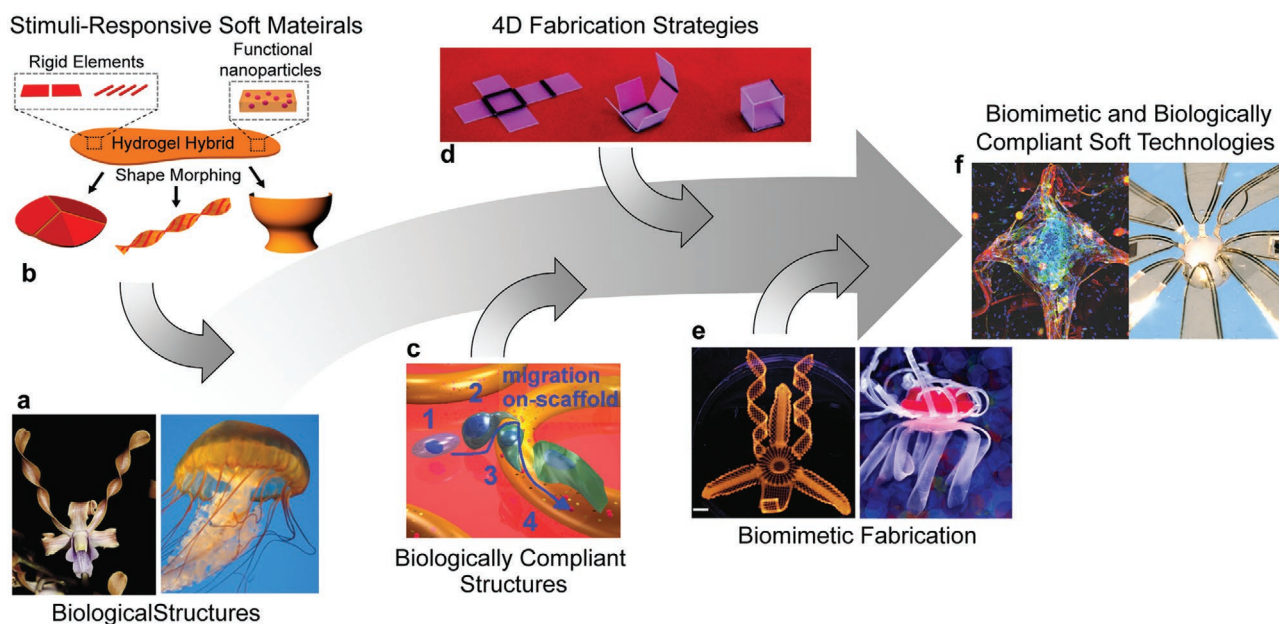 Stimuli-Responsive Soft Mateirals
Rigid Elements
Functional
nanoparticles
Hydrogel Hybrid
Shape Morphing
b
4D Fabrication Strategies
d
Biomimetic and Biologically
Compliant Soft Technologies
f
a
BiologicalStructures
c
migration
on-scaffold
1
2
3
4
Biologically Compliant
Structures
e
Biomimetic Fabrication